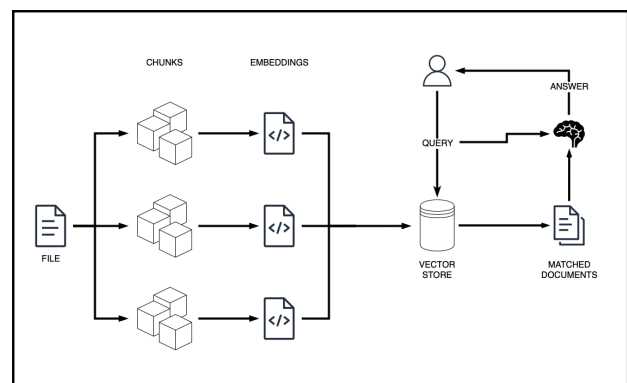 CHUNKS
EMBEDDINGS
ANSWER
QUERY
FILE
VECTOR
STORE
MATCHED
DOCUMENTS